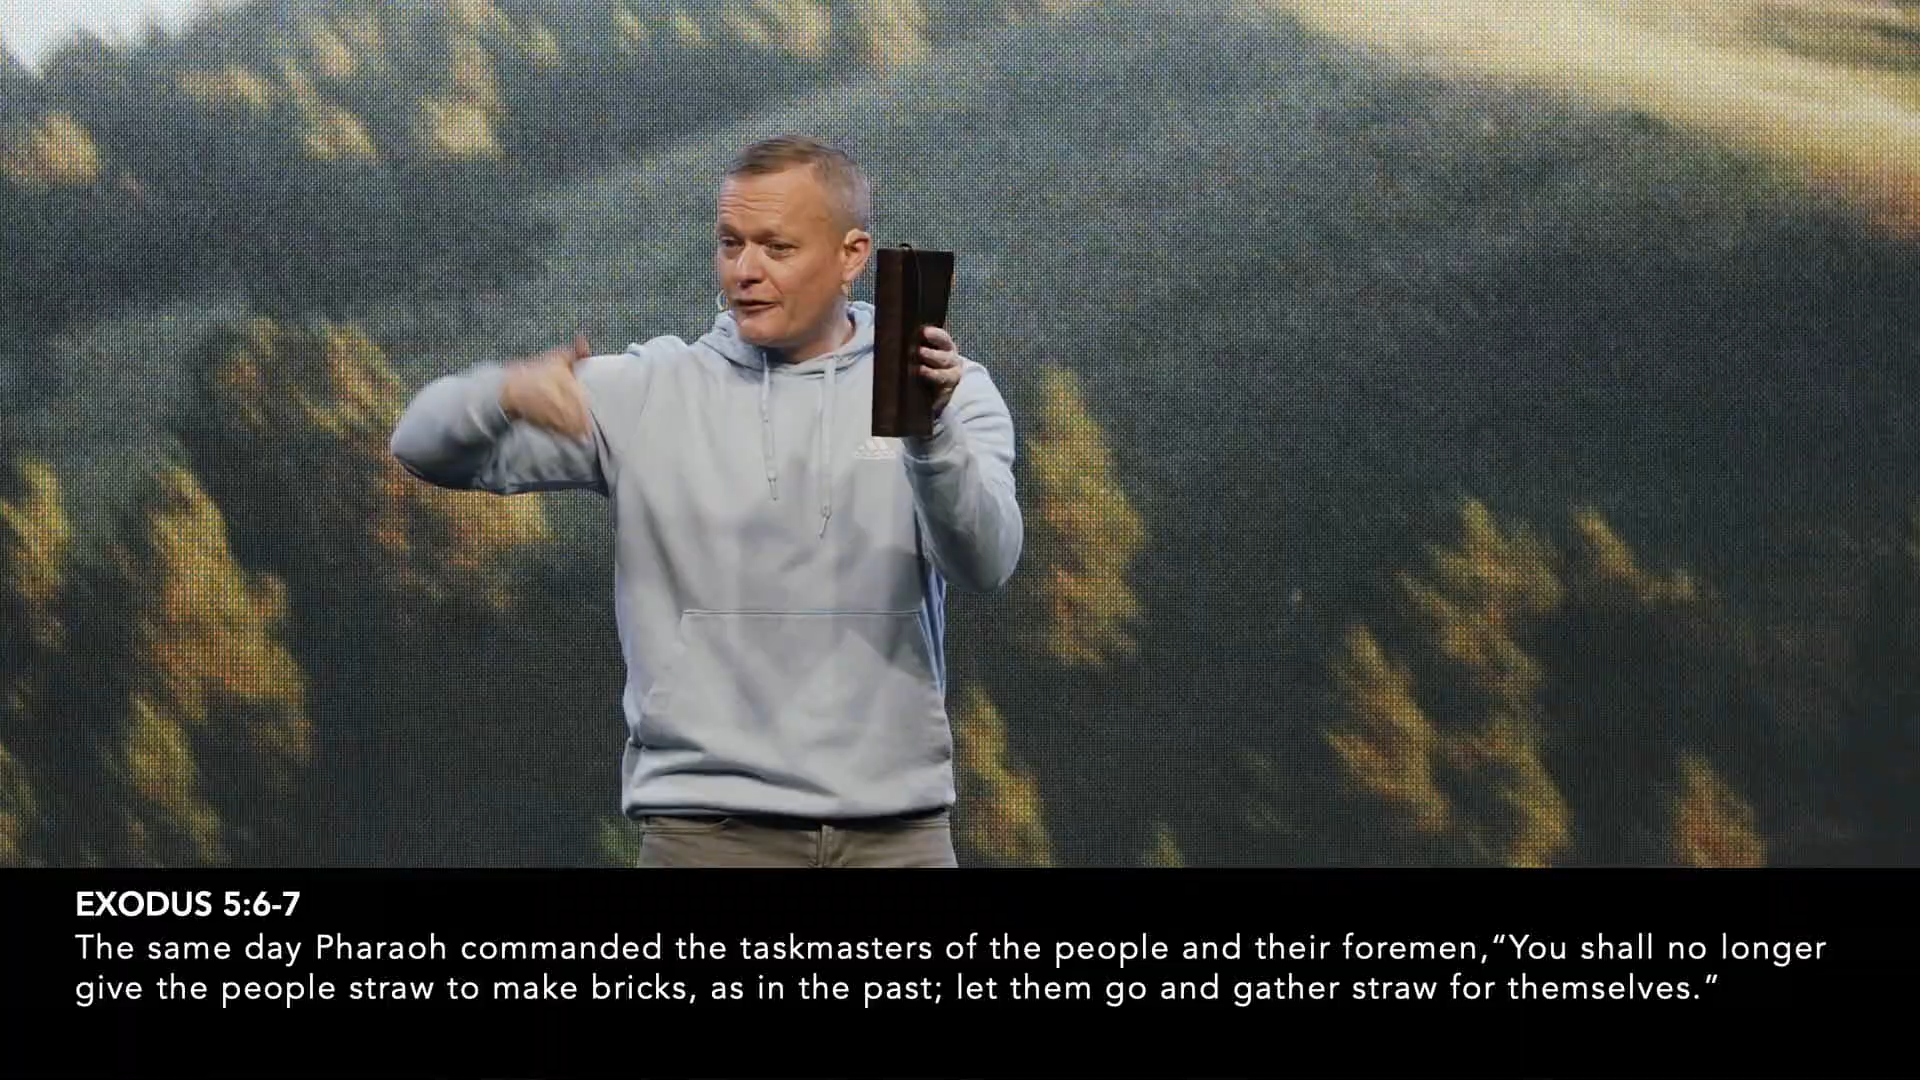 EXODUS 5:6-7
The same day Pharaoh commanded the taskmasters of the people and their foremen,“You shall no longer
give the people straw to make bricks, as in the past; let them go and gather straw for themselves.”